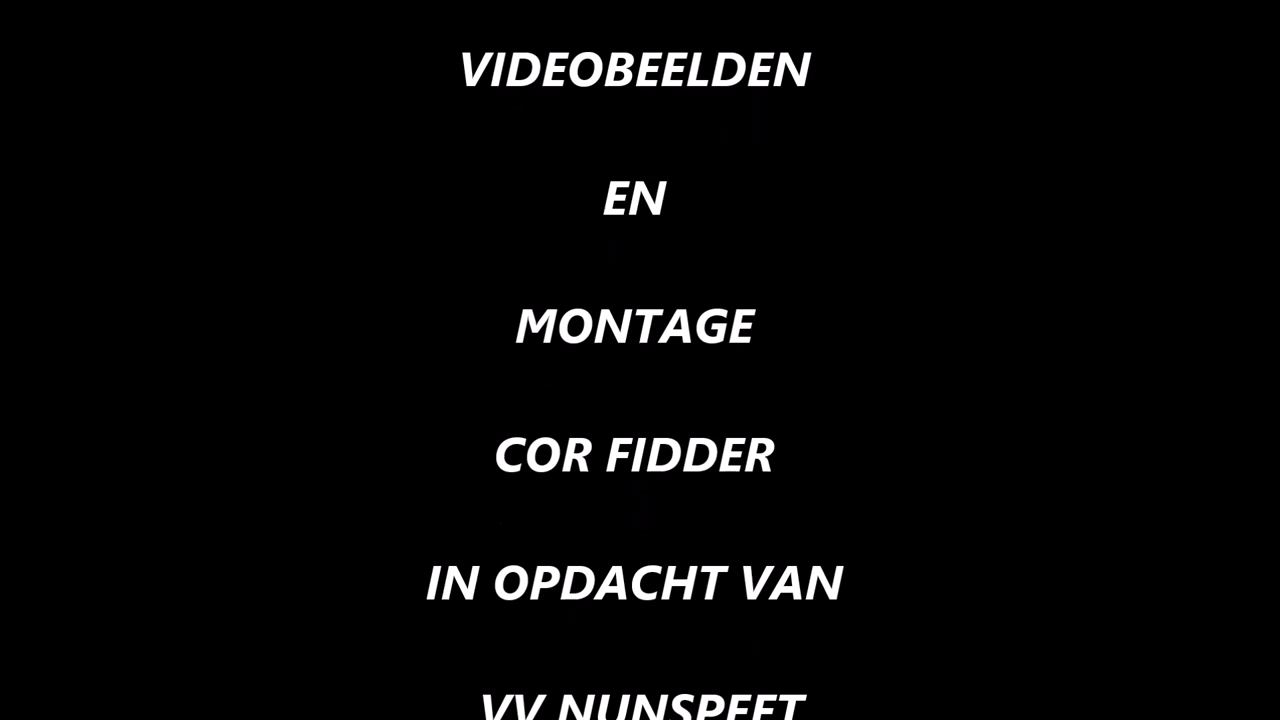 VIDEOBEELDEN
EN
MONTAGE
COR FIDDER
IN OPDACHT VAN
VV NUNSPEET